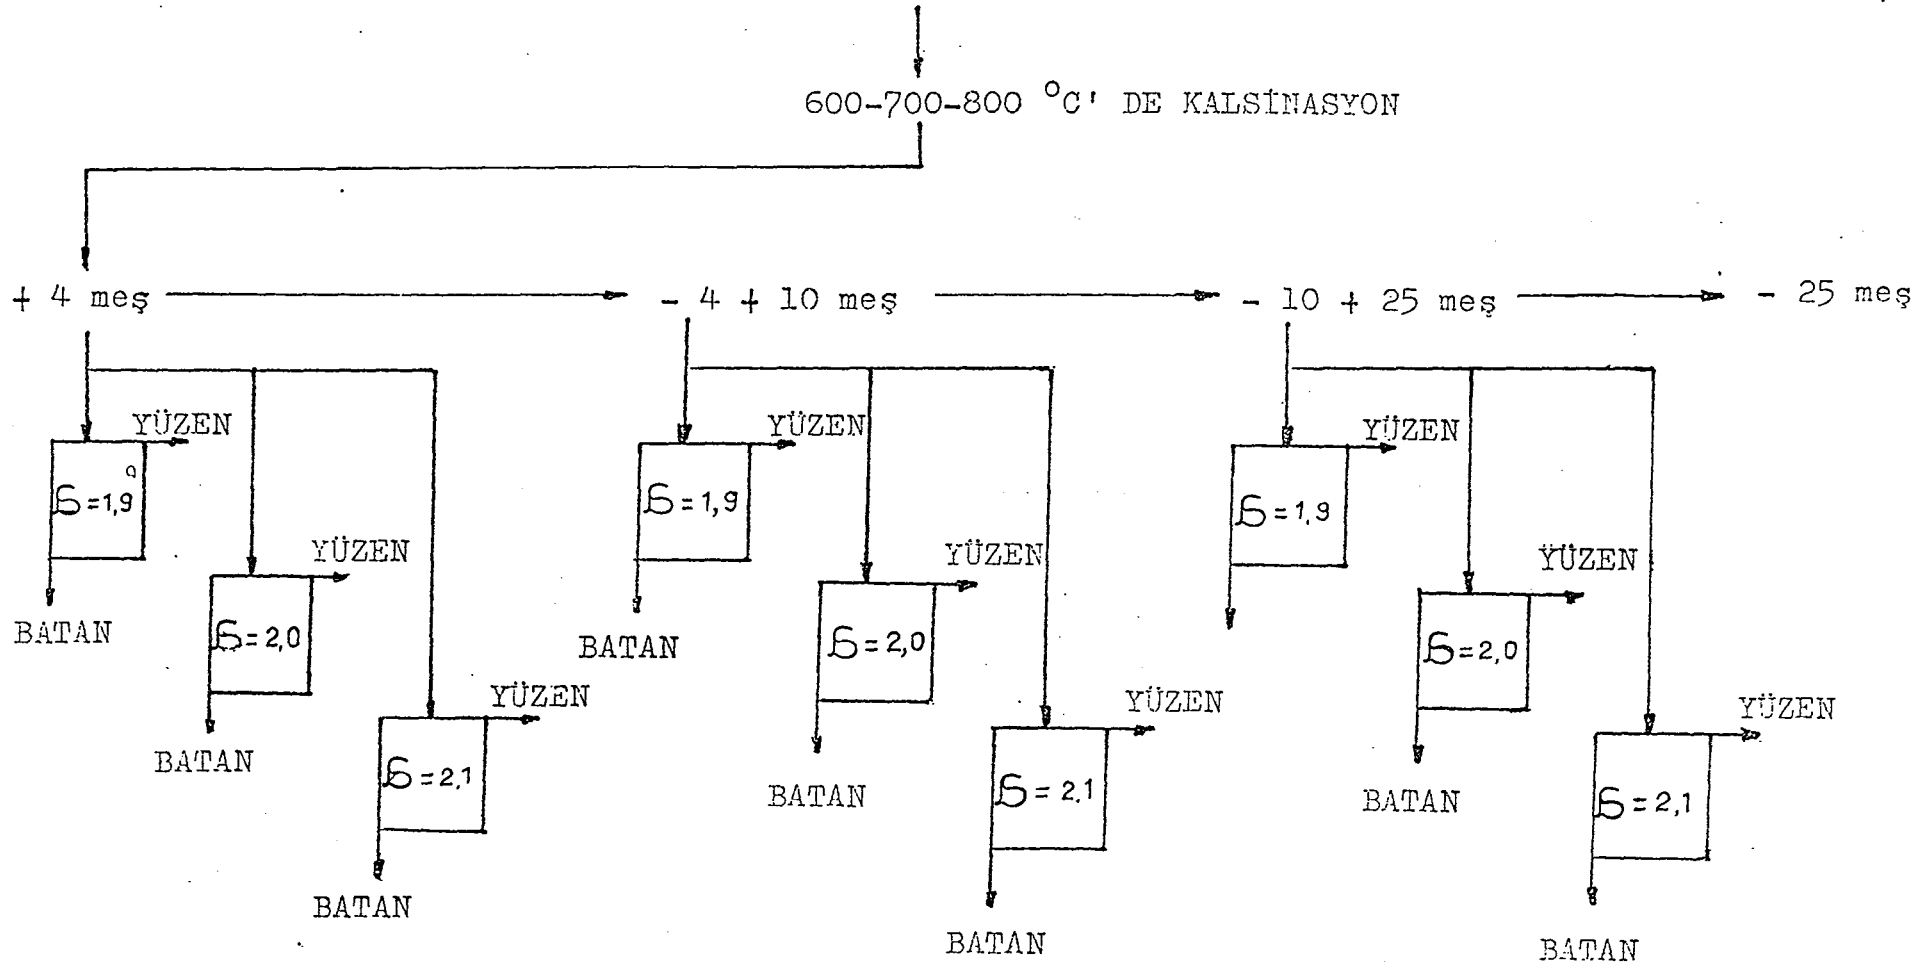 600-700-800 °C' DE KALSİNASYON
+ 4 meş
- 4 + 10 meş
- 10 + 25 meş
- 25 meş
YÜZEN
YÜZEN
YÜZEN
δ=1,9
δ=1,9
δ=1,9
YÜZEN
YÜZEN
YÜZEN
BATAN
δ=2,0
BATAN
δ=2,0
δ=2,0
YÜZEN
YÜZEN
YÜZEN
BATAN
δ=2,1
BATAN
δ=2,1
BATAN
δ=2,1
BATAN
BATAN
BATAN